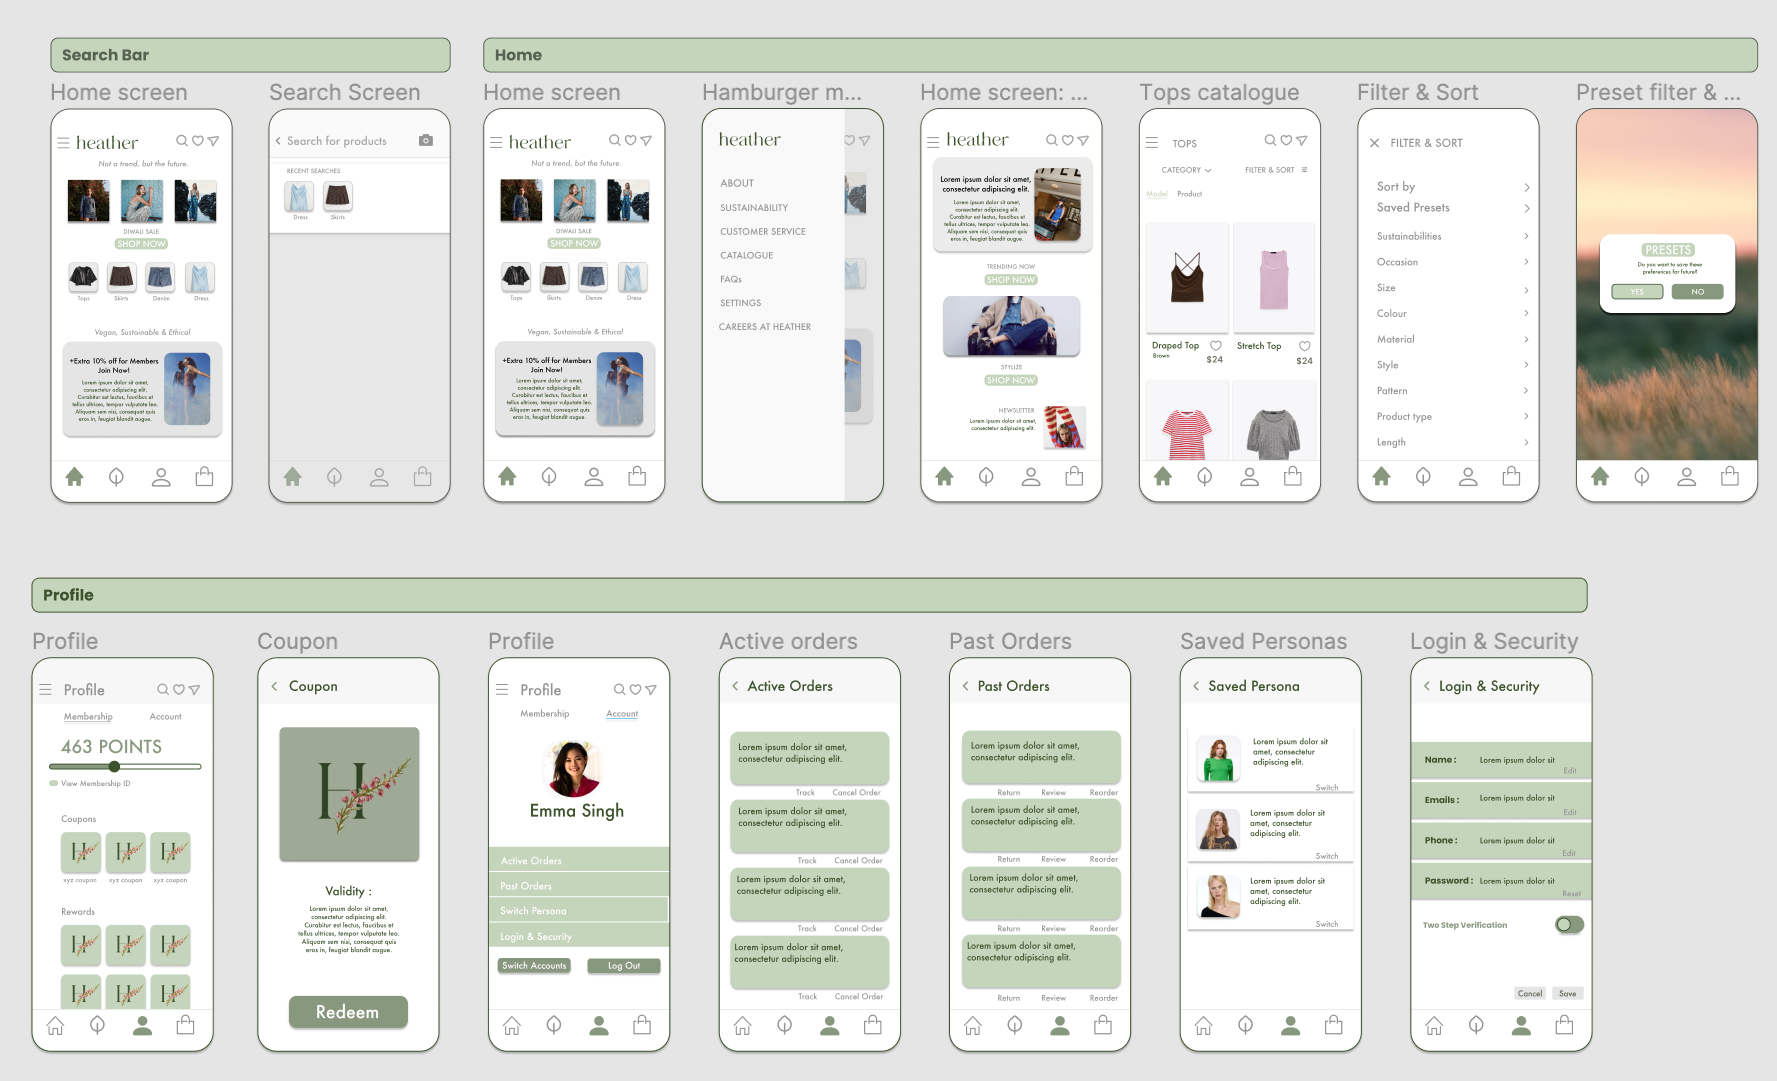 Search Bar
Home
Home screen
Search Screen
Home screen
Hamburger m...
Home screen: ...
Tops catalogue
Filter & Sort
Preset filter & ...
heather
Not a trend, but the future.
DIWALI SALE
SHOP NOW
Tops
Skirts
Denim
Dress
Vegan, Sustainable & Ethical
+Extra 10% off for Members
Join Now!
Lorem ipsum dolor sit amet,
consectetur adipiscing elit.
Curabitur est lectus, faucibus et
tellus ultrices, tempor vulputate leo.
Aliquam sem nisi, consequat quis
eros in, feugiat blandit augue.
Search for products
RECENT SEARCHES
Dress
Skirts
heather
Not a trend, but the future.
DIWALI SALE
SHOP NOW
Tops
Skirts
Denim
Dress
Vegan, Sustainable & Ethical
+Extra 10% off for Members
Join Now!
Lorem ipsum dolor sit amet,
consectetur adipiscing elit.
Curabitur est lectus, faucibus et
tellus ultrices, tempor vulputate leo.
Aliquam sem nisi, consequat quis
eros in, feugiat blandit augue.
heather
ABOUT
SUSTAINABILITY
CUSTOMER SERVICE
CATALOGUE
FAQs
SETTINGS
CAREERS AT HEATHER
heather
Lorem ipsum dolor sit amet,
consectetur adipiscing elit.
Lorem ipsum dolor sit amet,
consectetur adipiscing elit.
Curabitur est lectus, faucibus et
tellus ultrices, tempor vulputate leo.
Aliquam sem nisi, consequat quis
eros in, feugiat blandit augue.
TRENDING NOW
SHOP NOW
STYLIZE
SHOP NOW
NEWSLETTER
Lorem ipsum dolor sit amet,
consectetur adipiscing elit.
TOPS
CATEGORY
FILTER & SORT
Model
Product
Draped Top
Brown
$24
Stretch Top
$24
FILTER & SORT
Sort by
Saved Presets
Sustainabilities
Occasion
Size
Colour
Material
Style
Pattern
Product type
Length
PRESETS
Do you want to save these
preferences for future?
YES
NO
Profile
Profile
Coupon
Profile
Active orders
Past Orders
Saved Personas
Login & Security
Profile
Membership
Account
463 POINTS
View Membership ID
Coupons
H
H
H
xyz coupon
xyz coupon
xyz coupon
Rewards
H
H
H
H
H
H
Coupon
H
Validity :
Lorem ipsum dolor sit amet,
consectetur adipiscing elit.
Curabitur est lectus, faucibus et
tellus ultrices, tempor vulputate leo.
Aliquam sem nisi, consequat quis
eros in, feugiat blandit augue.
Redeem
Profile
Membership
Account
Emma Singh
Active Orders
Past Orders
Switch Persona
Login & Security
Switch Accounts
Log Out
Active Orders
Lorem ipsum dolor sit amet,
consectetur adipiscing elit.
Track
Cancel Order
Lorem ipsum dolor sit amet,
consectetur adipiscing elit.
Track
Cancel Order
Lorem ipsum dolor sit amet,
consectetur adipiscing elit.
Track
Cancel Order
Lorem ipsum dolor sit amet,
consectetur adipiscing elit.
Track
Cancel Order
Past Orders
Lorem ipsum dolor sit amet,
consectetur adipiscing elit.
Return
Review
Reorder
Lorem ipsum dolor sit amet,
consectetur adipiscing elit.
Return
Review
Reorder
Lorem ipsum dolor sit amet,
consectetur adipiscing elit.
Return
Review
Reorder
Lorem ipsum dolor sit amet,
consectetur adipiscing elit.
Return
Review
Reorder
Saved Persona
Lorem ipsum dolor sit
amet, consectetur
adipiscing elit.
Switch
Lorem ipsum dolor sit
amet, consectetur
adipiscing elit.
Switch
Lorem ipsum dolor sit
amet, consectetur
adipiscing elit.
Switch
Login & Security
Name : Lorem ipsum dolor sit
Edit
Emails : Lorem ipsum dolor sit
Edit
Phone : Lorem ipsum dolor sit
Edit
Password : Lorem ipsum dolor sit
Reset
Two Step Verification
Cancel
Save